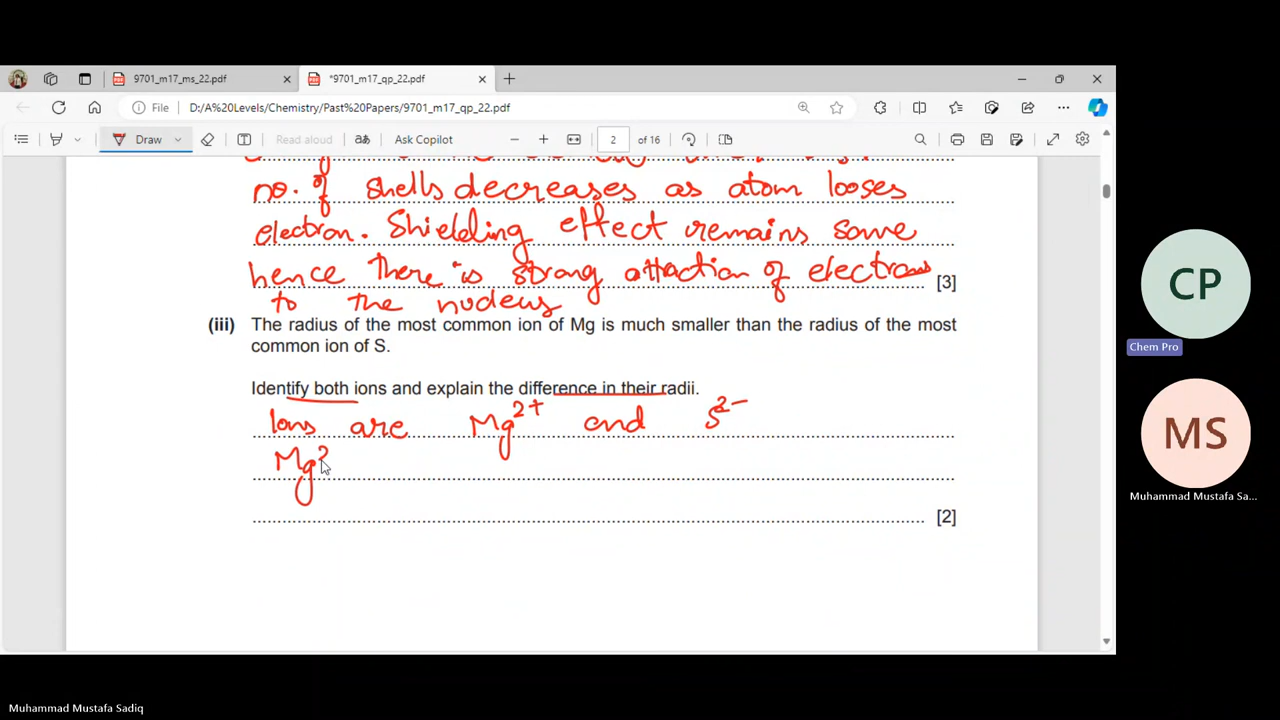 9701_m17_ms_22.pdf
*9701_m17_qp_22.pdf
File D:/A%20Levels/Chemistry/Past%20Papers/9701_m17_qp_22.pdf
Draw Read aloud Ask Copilot 2 of 16
no. of shells decreases as atom looses
electron. Shielding effect remains same
hence there is strong attraction of electrons [3]
to the nucleus
(iii) The radius of the most common ion of Mg is much smaller than the radius of the most
common ion of S.
Identify both ions and explain the difference in their radii.
Ions are Mg2+ and S2−
Mg2
[2]
CP
Chem Pro
MS
Muhammad Mustafa Sa...
Muhammad Mustafa Sadiq